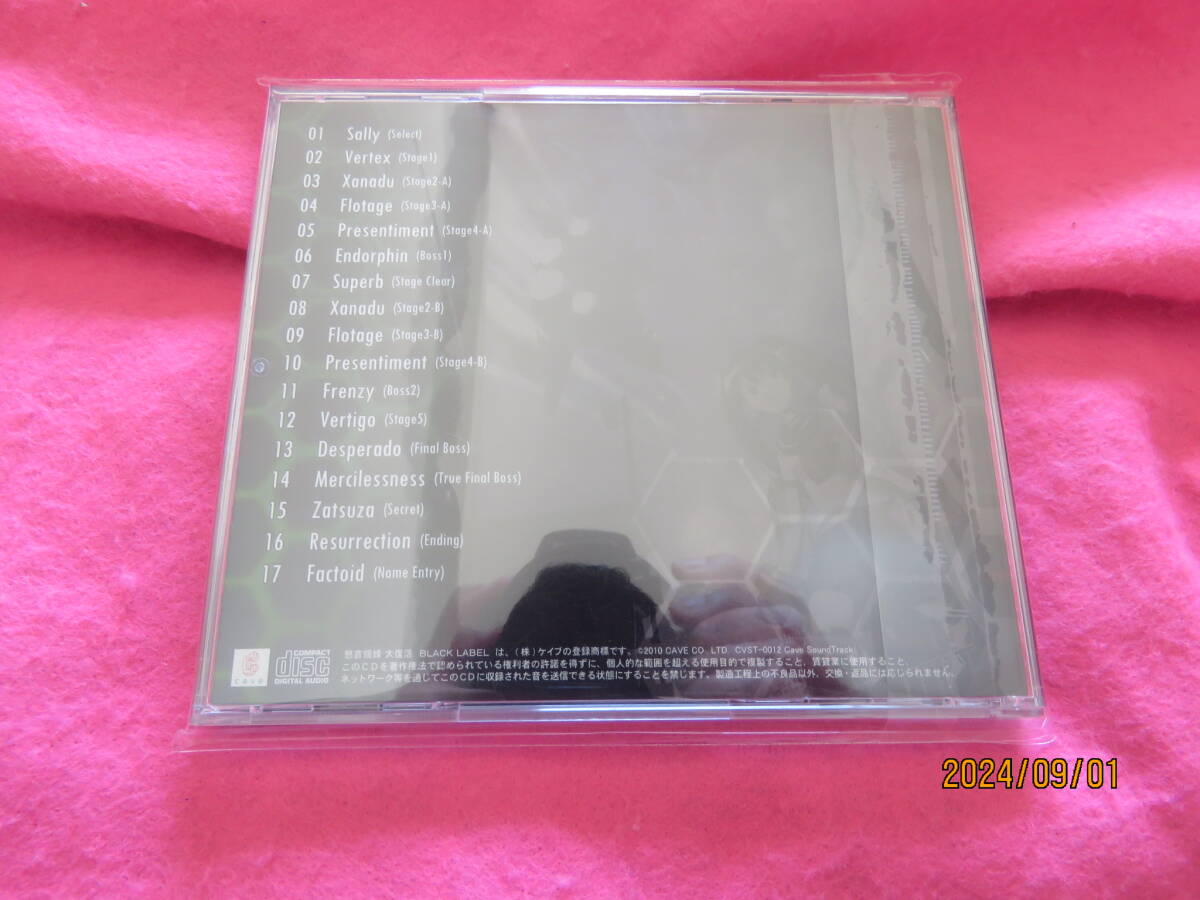 01 Sally (Select)
02 Vertex (Stage1)
03 Xanadu (Stage2-A)
04 Flotage (Stage3-A)
05 Presentiment (Stage4-A)
06 Endorphin (Boss1)
07 Superb (Stage Clear)
08 Xanadu (Stage2-B)
09 Flotage (Stage3-B)
10 Presentiment (Stage4-B)
11 Frenzy (Boss2)
12 Vertigo (Stage5)
13 Desperado (Final Boss)
14 Mercilessness (True Final Boss)
15 Zatsuza (Secret)
16 Resurrection (Ending)
17 Factoid (Name Entry)
cave
COMPACT disc DIGITAL AUDIO
怒首領蜂 大復活 BLACK LABEL は、(株)ケイブの登録商標です。©2010 CAVE CO LTD. CVST-0012 Cave SoundTrack
このCDを著作権法で認められている権利者の許諾を得ずに、個人的な範囲を超える使用目的で複製すること、賃貸業に使用すること、
ネットワーク等を通じてこのCDに収録された音を送信できる状態にすることを禁じます。製造工程上の不良品以外、交換・返品には応じられません。
2024/09/01